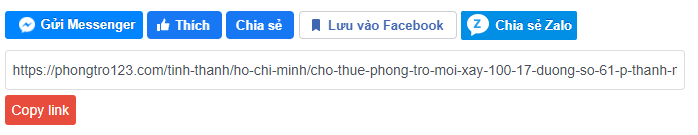 Gửi Messenger Thích Chia sẻ Lưu vào Facebook Z Chia sẻ Zalo
https://phongtro123.com/tinh-thanh/ho-chi-minh/cho-thue-phong-tro-moi-xay-100-17-duong-so-61-p-thanh-r
Copy link